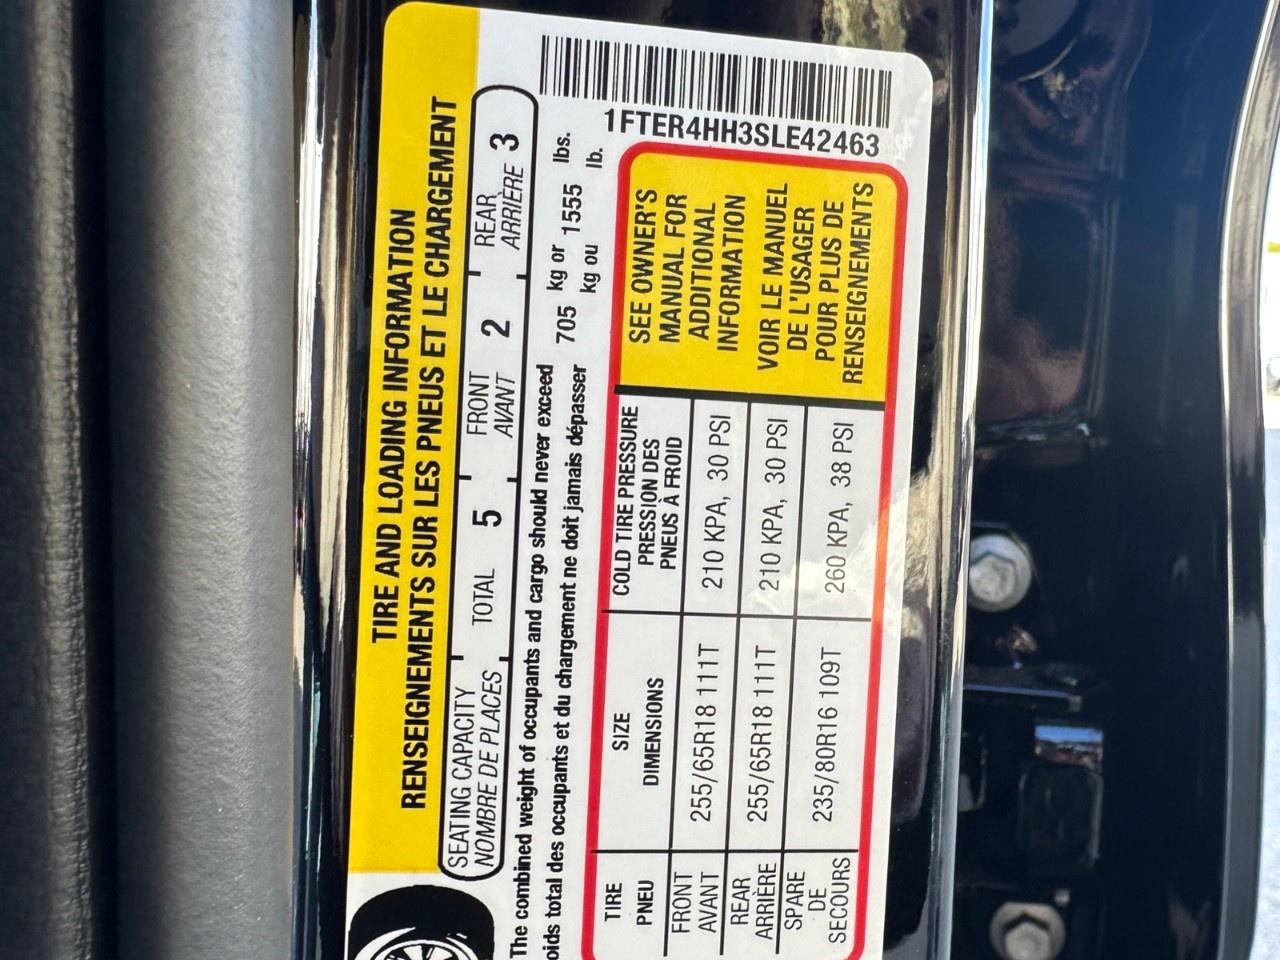 TIRE AND LOADING INFORMATION
RENSEIGNEMENTS SUR LES PNEUS ET LE CHARGEMENT
SEATING CAPACITY TOTAL 5 FRONT 2 REAR 3
NOMBRE DE PLACES AVANT ARRIÈRE
The combined weight of occupants and cargo should never exceed 705 kg or 1555 lbs.
oids total des occupants et du chargement ne doit jamais dépasser kg ou lb.
1FTER4HH3SLE42463
TIRE SIZE COLD TIRE PRESSURE
PNEU DIMENSIONS PRESSION DES
PNEUS À FROID
FRONT 255/65R18 111T 210 KPA, 30 PSI
AVANT
REAR 255/65R18 111T 210 KPA, 30 PSI
ARRIÈRE
SPARE 235/80R16 109T 260 KPA, 38 PSI
DE
SECOURS
SEE OWNER'S
MANUAL FOR
ADDITIONAL
INFORMATION
VOIR LE MANUEL
DE L'USAGER
POUR PLUS DE
RENSEIGNEMENTS